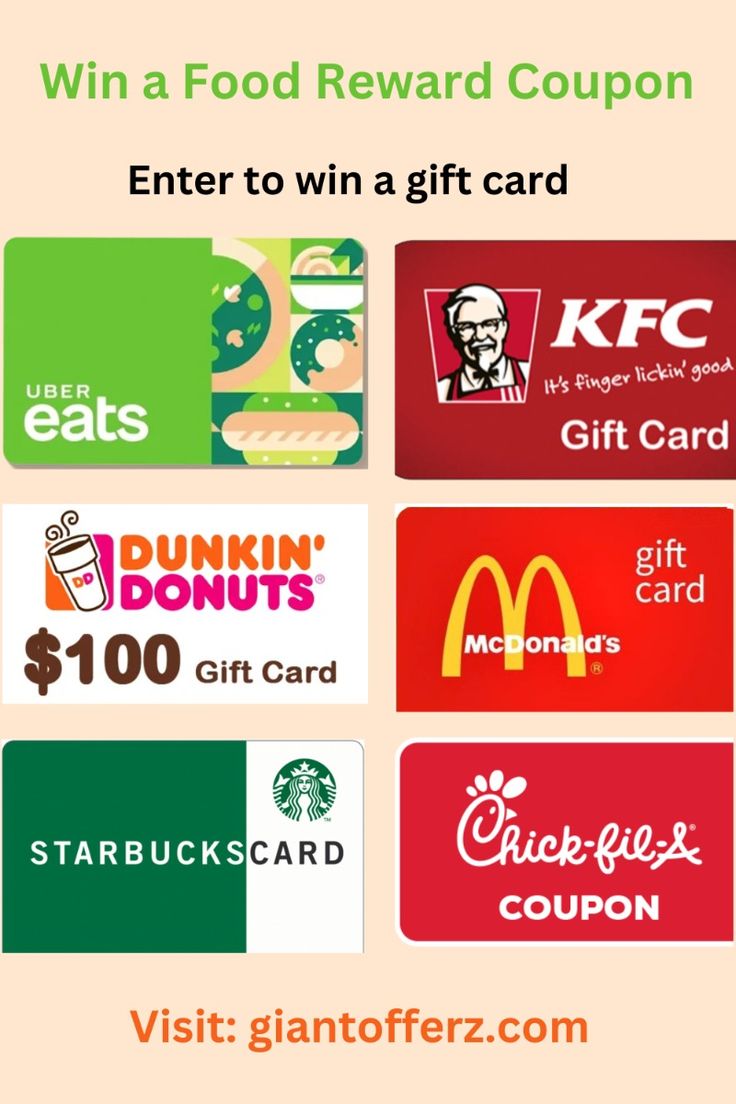 Win a Food Reward Coupon
Enter to win a gift card
UBER
eats
KFC
It's finger lickin' good
Gift Card
DUNKIN'
DONUTS®
DD
$100 Gift Card
gift
card
McDonald's
®
STARBUCKSCARD
TM
Chick-fil-A®
COUPON
Visit: giantofferz.com